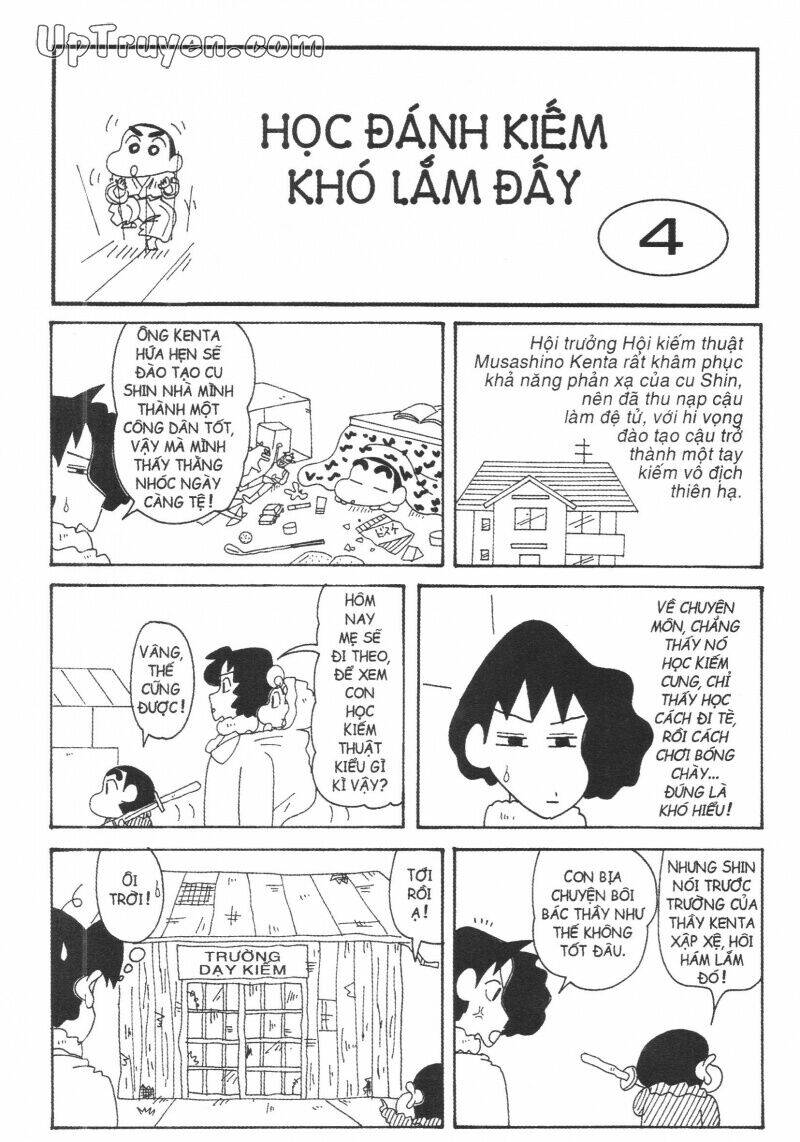 UpTruyen.com
HỌC ĐÁNH KIẾM
KHÓ LẮM ĐẤY
4
Hội trưởng Hội kiếm thuật
Musashino Kenta rất khâm phục
khả năng phản xạ của cu Shin,
nên đã thu nạp cậu
làm đệ tử, với hi vọng
đào tạo cậu trở
thành một tay
kiếm vô địch
thiên hạ.
ÔNG KENTA
HỨA HẸN SẼ
ĐÀO TẠO CU
SHIN NHÀ MÌNH
THÀNH MỘT
CÔNG DÂN TỐT,
VẬY MÀ MÌNH
THẤY THẰNG
NHÓC NGÀY
CÀNG TỆ!
ビスケ
VỀ CHUYÊN
MÔN, CHẲNG
THẤY NÓ
HỌC KIẾM
CUNG, CHỈ
THẤY HỌC
CÁCH ĐI TÈ,
RỒI CÁCH
CHƠI BÓNG
CHÀY...
ĐÚNG LÀ
KHÓ HIỂU!
HÔM
NAY
MẸ SẼ
ĐI THEO,
ĐỂ XEM
CON
HỌC
KIẾM
THUẬT
KIỂU GÌ
KÌ VẬY?
VÂNG,
THẾ
CŨNG
ĐƯỢC!
NHƯNG SHIN
NÓI TRƯỚC
TRƯỜNG CỦA
THẦY KENTA
XẬP XỆ, HÔI
HÁM LẮM
ĐÓ!
CON BỊA
CHUYỆN BÔI
BÁC THẦY NHƯ
THẾ KHÔNG
TỐT ĐÂU.
TỚI
RỒI
Ạ!
ÔI
TRỜI!
TRƯỜNG
DẠY KIẾM